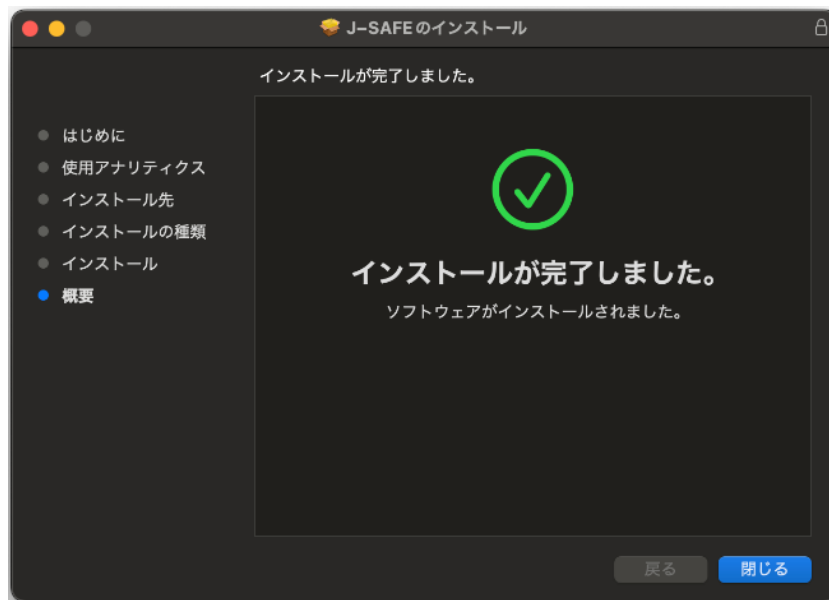 J-SAFEのインストール
インストールが完了しました。
はじめに
使用アナリティクス
インストール先
インストールの種類
インストール
概要
インストールが完了しました。
ソフトウェアがインストールされました。
戻る
閉じる